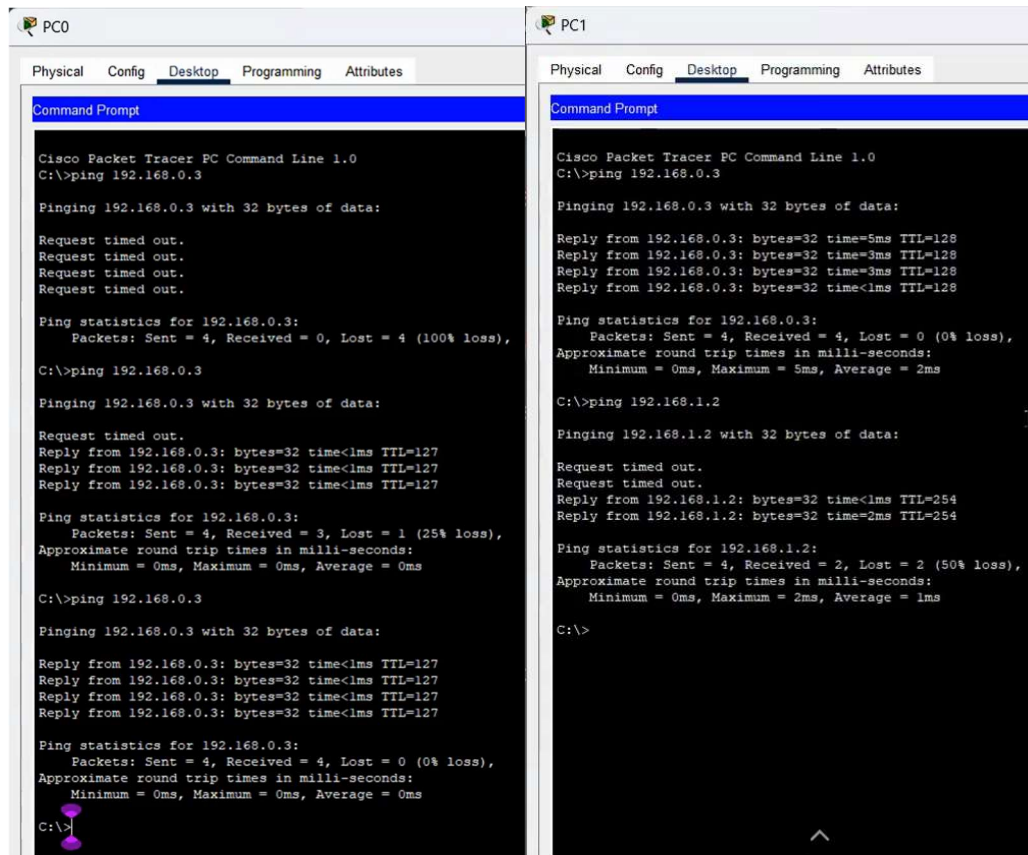 PC0
Physical Config Desktop Programming Attributes
Command Prompt
Cisco Packet Tracer PC Command Line 1.0
C:\>ping 192.168.0.3
Pinging 192.168.0.3 with 32 bytes of data:
Request timed out.
Request timed out.
Request timed out.
Request timed out.
Ping statistics for 192.168.0.3:
Packets: Sent = 4, Received = 0, Lost = 4 (100% loss),
C:\>ping 192.168.0.3
Pinging 192.168.0.3 with 32 bytes of data:
Request timed out.
Reply from 192.168.0.3: bytes=32 time<1ms TTL=127
Reply from 192.168.0.3: bytes=32 time<1ms TTL=127
Reply from 192.168.0.3: bytes=32 time<1ms TTL=127
Ping statistics for 192.168.0.3:
Packets: Sent = 4, Received = 3, Lost = 1 (25% loss),
Approximate round trip times in milli-seconds:
Minimum = 0ms, Maximum = 0ms, Average = 0ms
C:\>ping 192.168.0.3
Pinging 192.168.0.3 with 32 bytes of data:
Reply from 192.168.0.3: bytes=32 time<1ms TTL=127
Reply from 192.168.0.3: bytes=32 time<1ms TTL=127
Reply from 192.168.0.3: bytes=32 time<1ms TTL=127
Reply from 192.168.0.3: bytes=32 time<1ms TTL=127
Ping statistics for 192.168.0.3:
Packets: Sent = 4, Received = 4, Lost = 0 (0% loss),
Approximate round trip times in milli-seconds:
Minimum = 0ms, Maximum = 0ms, Average = 0ms
C:\>
PC1
Physical Config Desktop Programming Attributes
Command Prompt
Cisco Packet Tracer PC Command Line 1.0
C:\>ping 192.168.0.3
Pinging 192.168.0.3 with 32 bytes of data:
Reply from 192.168.0.3: bytes=32 time=5ms TTL=128
Reply from 192.168.0.3: bytes=32 time=3ms TTL=128
Reply from 192.168.0.3: bytes=32 time=3ms TTL=128
Reply from 192.168.0.3: bytes=32 time<1ms TTL=128
Ping statistics for 192.168.0.3:
Packets: Sent = 4, Received = 4, Lost = 0 (0% loss),
Approximate round trip times in milli-seconds:
Minimum = 0ms, Maximum = 5ms, Average = 2ms
C:\>ping 192.168.1.2
Pinging 192.168.1.2 with 32 bytes of data:
Request timed out.
Request timed out.
Reply from 192.168.1.2: bytes=32 time<1ms TTL=254
Reply from 192.168.1.2: bytes=32 time=2ms TTL=254
Ping statistics for 192.168.1.2:
Packets: Sent = 4, Received = 2, Lost = 2 (50% loss),
Approximate round trip times in milli-seconds:
Minimum = 0ms, Maximum = 2ms, Average = 1ms
C:\>